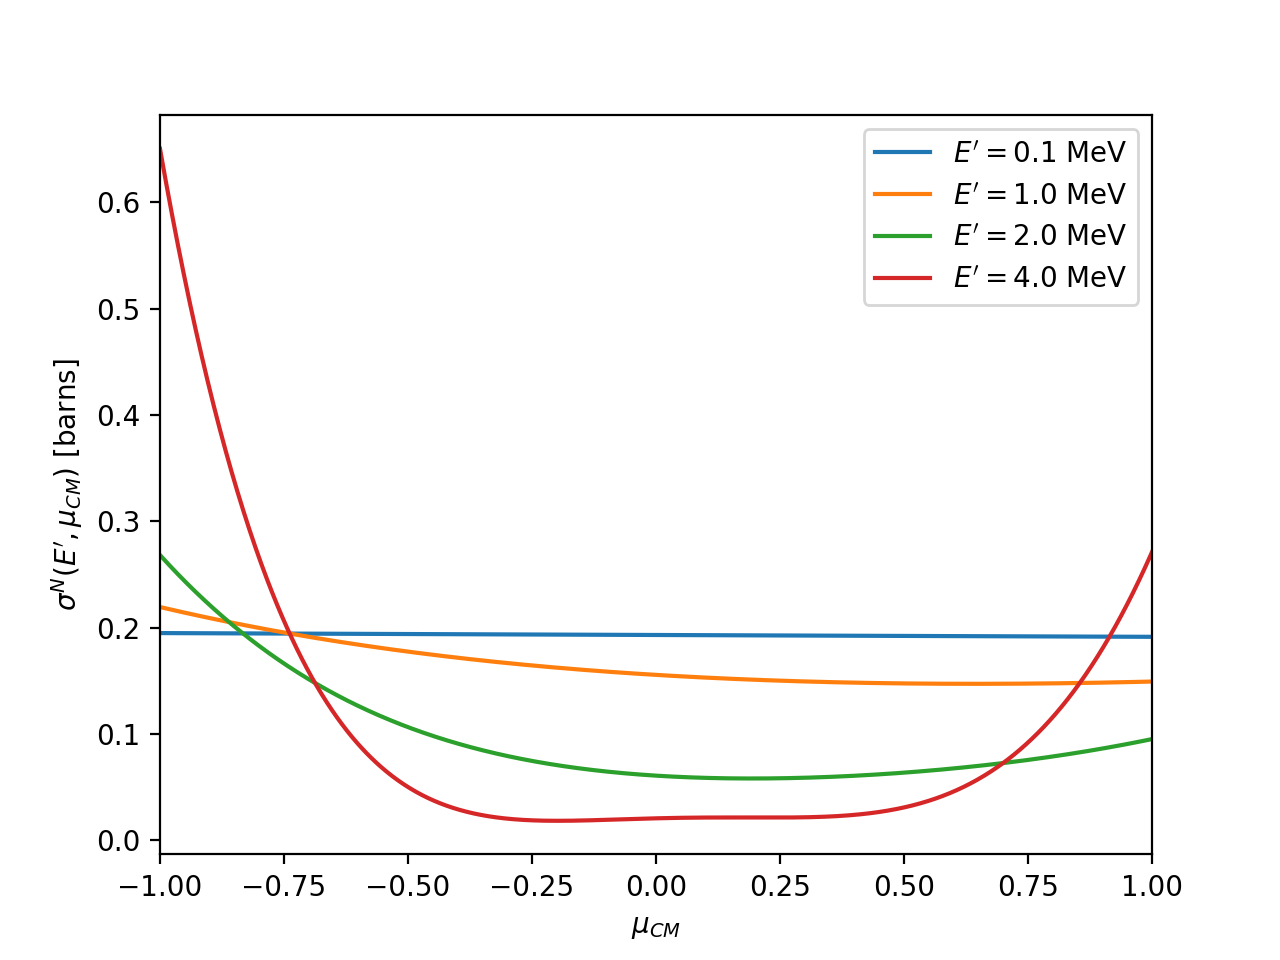 E′ = 0.1 MeV
E′ = 1.0 MeV
E′ = 2.0 MeV
E′ = 4.0 MeV
0.6
0.5
0.4
0.3
0.2
0.1
0.0
σ^N(E′, μ_CM) [barns]
−1.00 −0.75 −0.50 −0.25 0.00 0.25 0.50 0.75 1.00
μ_CM